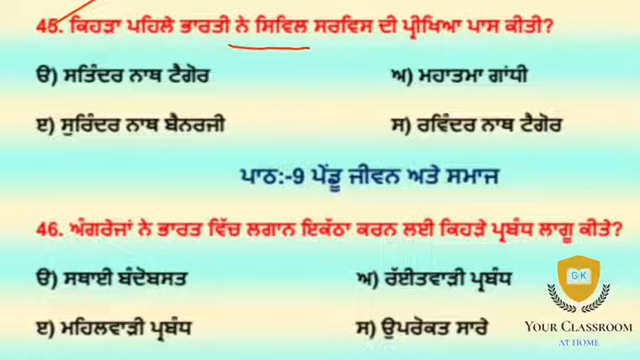 45. ਕਿਹੜਾ ਪਹਿਲੇ ਭਾਰਤੀ ਨੇ ਸਿਵਿਲ ਸਰਵਿਸ ਦੀ ਪ੍ਰੀਖਿਆ ਪਾਸ ਕੀਤੀ?
ੳ) ਸਤਿੰਦਰ ਨਾਥ ਟੈਗੋਰ ਅ) ਮਹਾਤਮਾ ਗਾਂਧੀ
ੲ) ਸੁਰਿੰਦਰ ਨਾਥ ਬੈਨਰਜੀ ਸ) ਰਵਿੰਦਰ ਨਾਥ ਟੈਗੋਰ
ਪਾਠ:-9 ਪੇਂਡੂ ਜੀਵਨ ਅਤੇ ਸਮਾਜ
46. ਅੰਗਰੇਜਾਂ ਨੇ ਭਾਰਤ ਵਿੱਚ ਲਗਾਨ ਇਕੱਠਾ ਕਰਨ ਲਈ ਕਿਹੜੇ ਪ੍ਰਬੰਧ ਲਾਗੂ ਕੀਤੇ?
ੳ) ਸਥਾਈ ਬੰਦੋਬਸਤ ਅ) ਰੱਈਤਵਾੜੀ ਪ੍ਰਬੰਧ
ੲ) ਮਹਿਲਵਾੜੀ ਪ੍ਰਬੰਧ ਸ) ਉਪਰੋਕਤ ਸਾਰੇ
GK
YOUR CLASSROOM
AT HOME